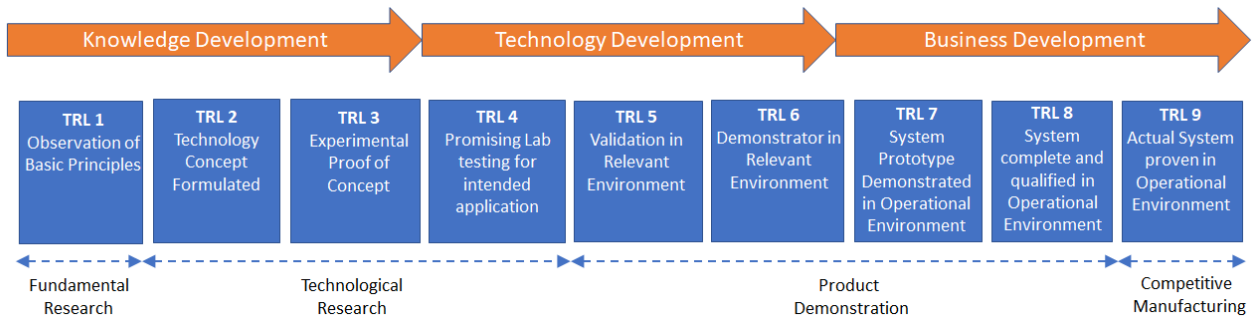 Knowledge Development
Technology Development
Business Development
TRL 1
Observation of
Basic Principles
TRL 2
Technology
Concept
Formulated
TRL 3
Experimental
Proof of
Concept
TRL 4
Promising Lab
testing for
intended
application
TRL 5
Validation in
Relevant
Environment
TRL 6
Demonstrator in
Relevant
Environment
TRL 7
System
Prototype
Demonstrated
in Operational
Environment
TRL 8
System
complete and
qualified in
Operational
Environment
TRL 9
Actual System
proven in
Operational
Environment
Fundamental
Research
Technological
Research
Product
Demonstration
Competitive
Manufacturing